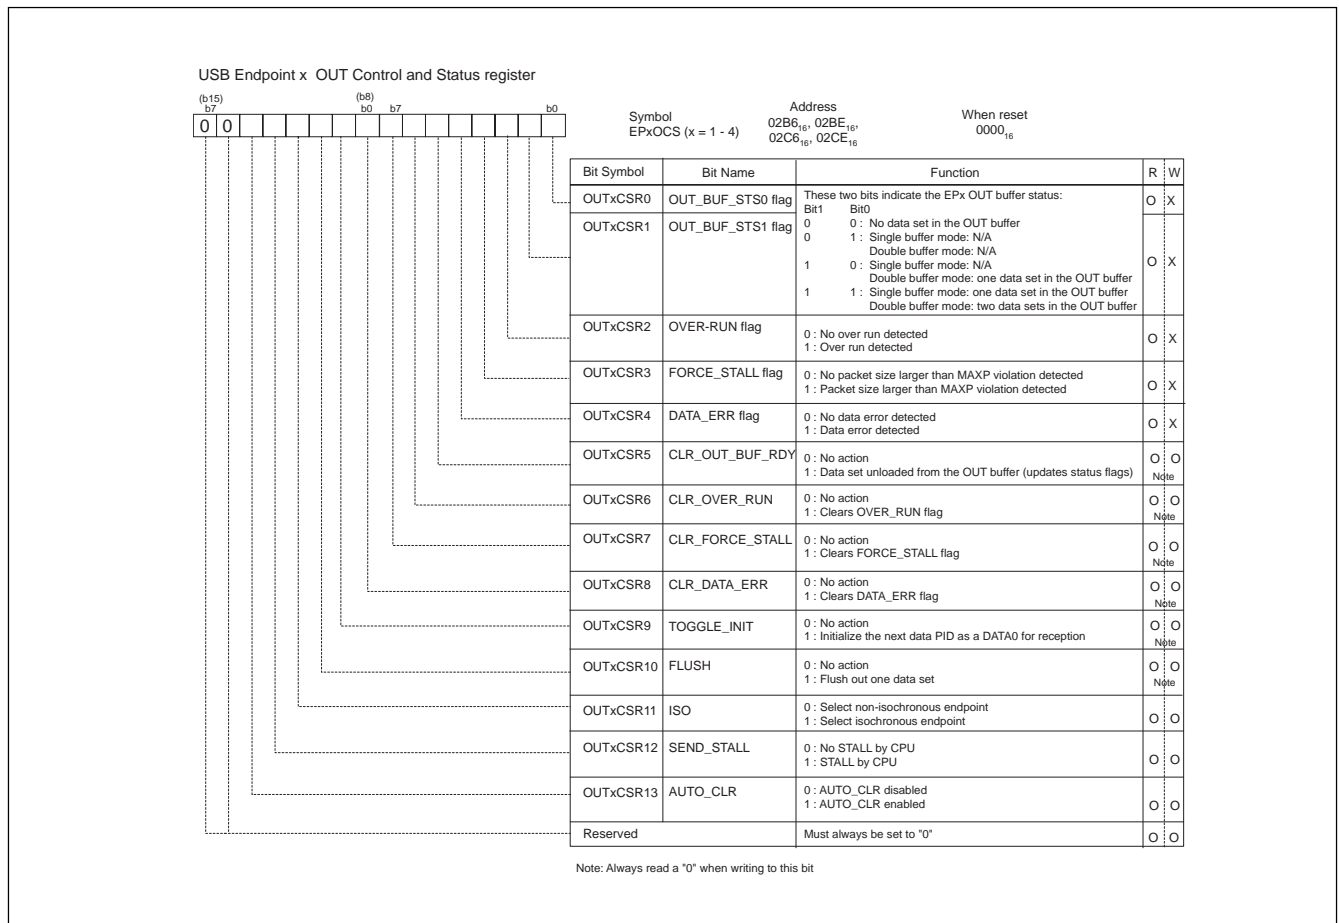 USB Endpoint x OUT Control and Status register
(b15) (b8)
b7 b0 b7 b0
0 0
Symbol Address When reset
EPxOCS (x = 1 - 4) 02B6₁₆, 02BE₁₆, 0000₁₆
02C6₁₆, 02CE₁₆
Bit Symbol Bit Name Function R W
OUTxCSR0 OUT_BUF_STS0 flag These two bits indicate the EPx OUT buffer status: O X
Bit1 Bit0
OUTxCSR1 OUT_BUF_STS1 flag 0 0 : No data set in the OUT buffer
0 1 : Single buffer mode: N/A
Double buffer mode: N/A
1 0 : Single buffer mode: N/A O X
Double buffer mode: one data set in the OUT buffer
1 1 : Single buffer mode: one data set in the OUT buffer
Double buffer mode: two data sets in the OUT buffer
OUTxCSR2 OVER-RUN flag 0 : No over run detected O X
1 : Over run detected
OUTxCSR3 FORCE_STALL flag 0 : No packet size larger than MAXP violation detected
1 : Packet size larger than MAXP violation detected O X
OUTxCSR4 DATA_ERR flag 0 : No data error detected O X
1 : Data error detected
OUTxCSR5 CLR_OUT_BUF_RDY 0 : No action O O
1 : Data set unloaded from the OUT buffer (updates status flags) Note
OUTxCSR6 CLR_OVER_RUN 0 : No action O O
1 : Clears OVER_RUN flag Note
OUTxCSR7 CLR_FORCE_STALL 0 : No action O O
1 : Clears FORCE_STALL flag Note
OUTxCSR8 CLR_DATA_ERR 0 : No action O O
1 : Clears DATA_ERR flag Note
OUTxCSR9 TOGGLE_INIT 0 : No action O O
1 : Initialize the next data PID as a DATA0 for reception Note
OUTxCSR10 FLUSH 0 : No action O O
1 : Flush out one data set Note
OUTxCSR11 ISO 0 : Select non-isochronous endpoint
1 : Select isochronous endpoint O O
OUTxCSR12 SEND_STALL 0 : No STALL by CPU
1 : STALL by CPU O O
OUTxCSR13 AUTO_CLR 0 : AUTO_CLR disabled
1 : AUTO_CLR enabled O O
Reserved Must always be set to "0" O O
Note: Always read a "0" when writing to this bit